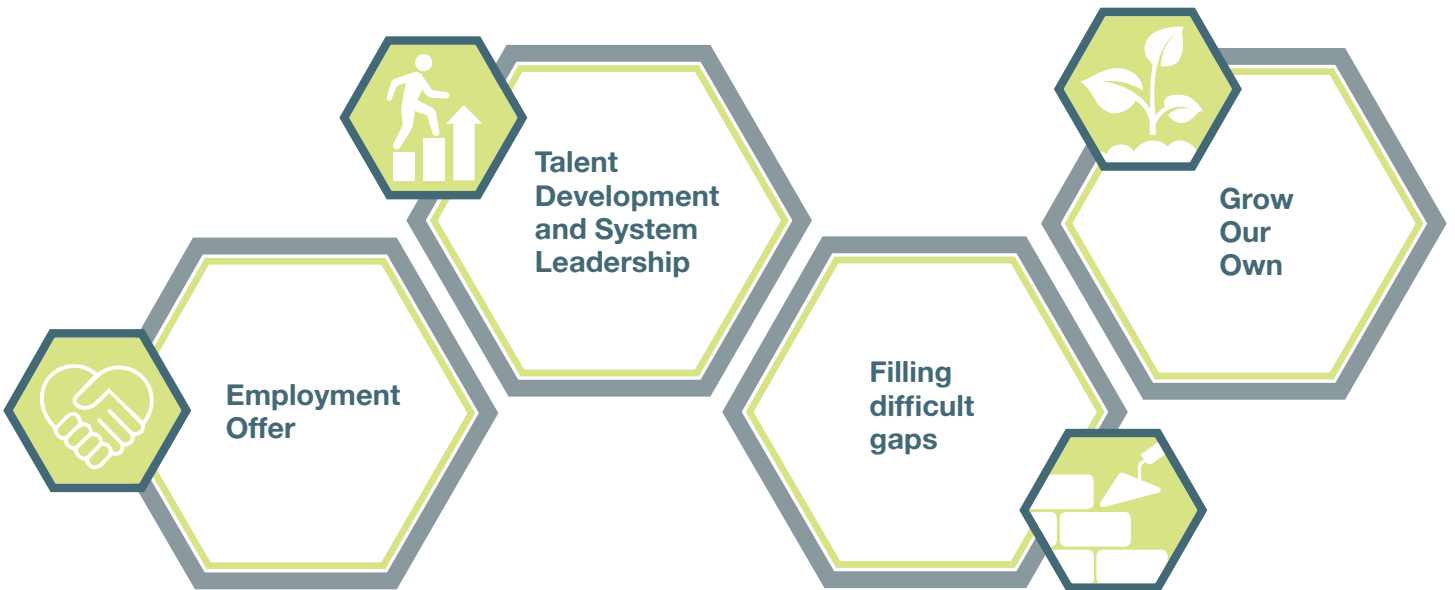 Employment
Offer
Talent
Development
and System
Leadership
Filling
difficult
gaps
Grow
Our
Own